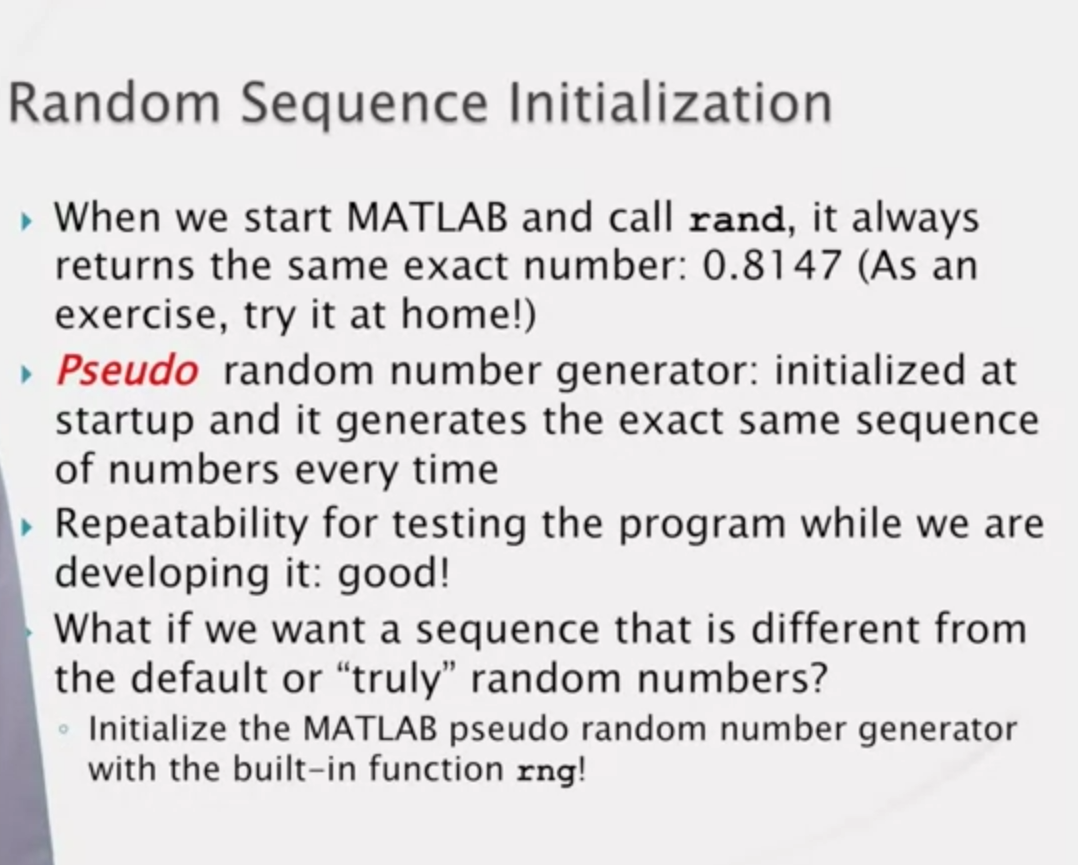 Random Sequence Initialization
When we start MATLAB and call rand, it always
returns the same exact number: 0.8147 (As an
exercise, try it at home!)
Pseudo random number generator: initialized at
startup and it generates the exact same sequence
of numbers every time
Repeatability for testing the program while we are
developing it: good!
What if we want a sequence that is different from
the default or “truly” random numbers?
Initialize the MATLAB pseudo random number generator
with the built-in function rng!